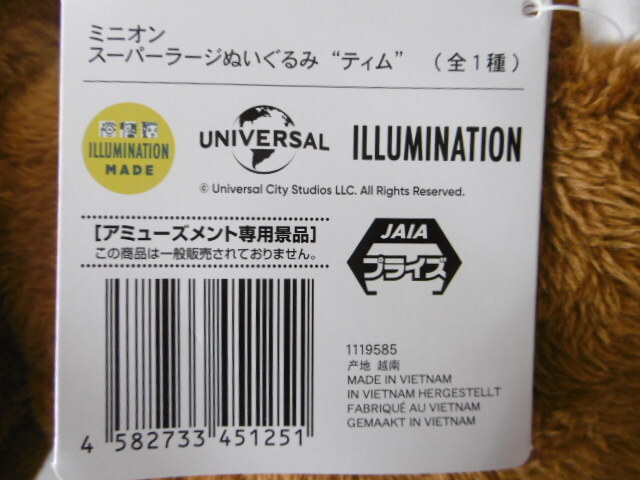 ミニオン
スーパーラージぬいぐるみ “ティム” （全1種）
ILLUMINATION
MADE
UNIVERSAL
ILLUMINATION
© Universal City Studios LLC. All Rights Reserved.
[アミューズメント専用景品]
この商品は一般販売されておりません。
JAIA
プライズ
1119585
产地 越南
MADE IN VIETNAM
IN VIETNAM HERGESTELLT
FABRIQUÉ AU VIETNAM
GEMAAKT IN VIETNAM
4 582733 451251